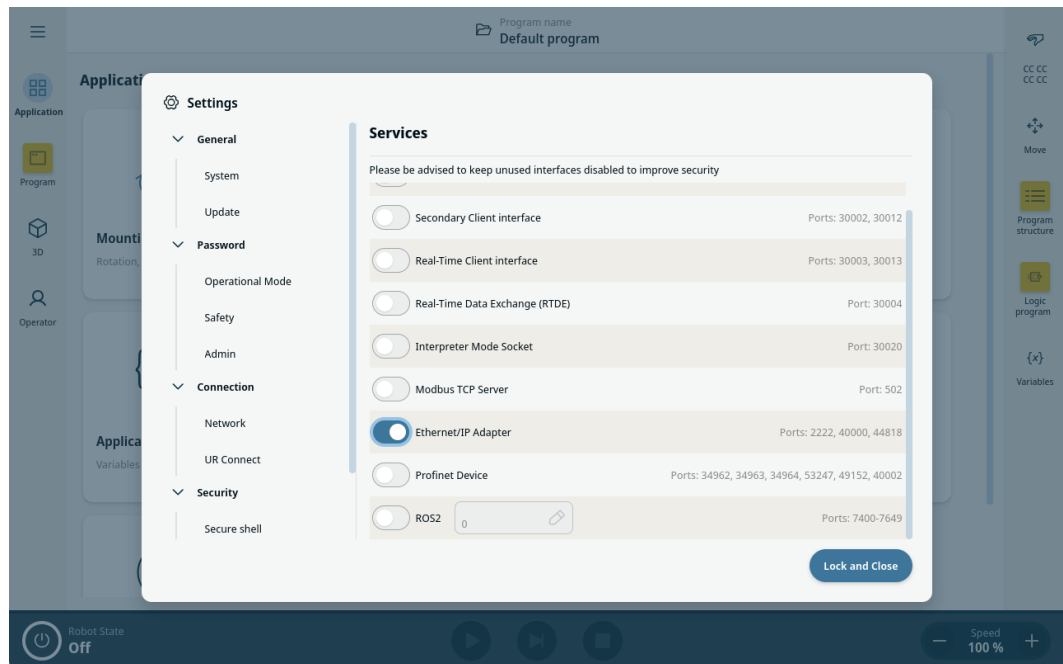 Program name
Default program
Applicati
Application
Program
3D
Operator
Mounti
Rotation,
Applica
Variables
Settings
General
System
Update
Password
Operational Mode
Safety
Admin
Connection
Network
UR Connect
Security
Secure shell
Services
Please be advised to keep unused interfaces disabled to improve security
Secondary Client interface Ports: 30002, 30012
Real-Time Client interface Ports: 30003, 30013
Real-Time Data Exchange (RTDE) Port: 30004
Interpreter Mode Socket Port: 30020
Modbus TCP Server Port: 502
Ethernet/IP Adapter Ports: 2222, 40000, 44818
Profinet Device Ports: 34962, 34963, 34964, 53247, 49152, 40002
ROS2 0 Ports: 7400-7649
Lock and Close
CC CC
CC CC
Move
Program
structure
Logic
program
{x}
Variables
Robot State
Off
Speed
100 %